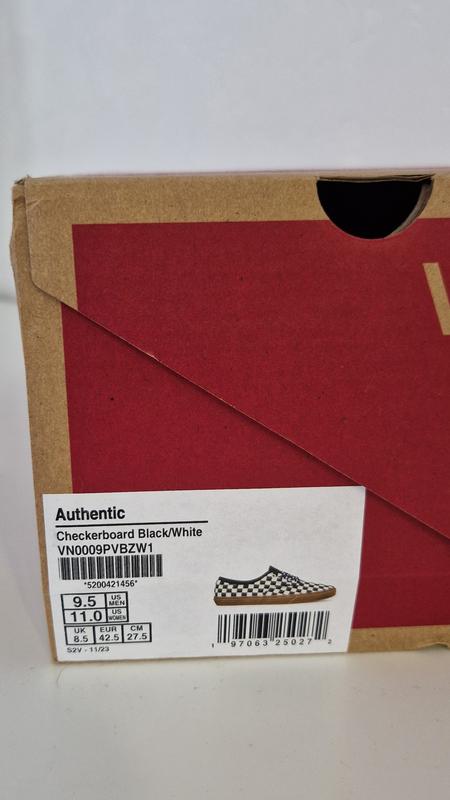 Authentic
Checkerboard Black/White
VN0009PVBZW1
*5200421456*
9.5 US MEN
11.0 US WOMEN
UK EUR CM
8.5 42.5 27.5
S2V - 11/23
1 97063 25027 2